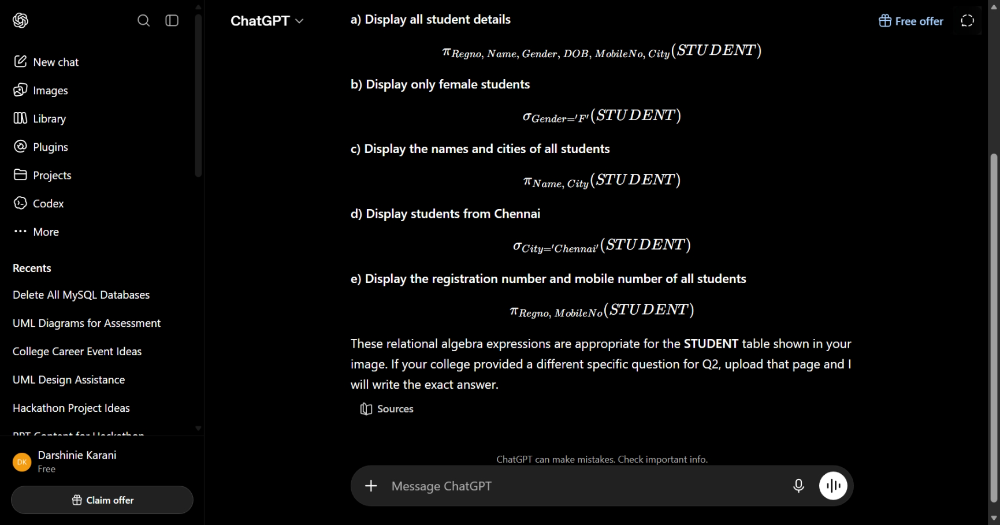 ChatGPT
Free offer
New chat
Images
Library
Plugins
Projects
Codex
More
Recents
Delete All MySQL Databases
UML Diagrams for Assessment
College Career Event Ideas
UML Design Assistance
Hackathon Project Ideas
PPT Content for Hackathon
DK
Darshinie Karani
Free
Claim offer
a) Display all student details
π Regno, Name, Gender, DOB, MobileNo, City (STUDENT)
b) Display only female students
σ Gender='F' (STUDENT)
c) Display the names and cities of all students
π Name, City (STUDENT)
d) Display students from Chennai
σ City='Chennai' (STUDENT)
e) Display the registration number and mobile number of all students
π Regno, MobileNo (STUDENT)
These relational algebra expressions are appropriate for the STUDENT table shown in your
image. If your college provided a different specific question for Q2, upload that page and I
will write the exact answer.
Sources
ChatGPT can make mistakes. Check important info.
Message ChatGPT